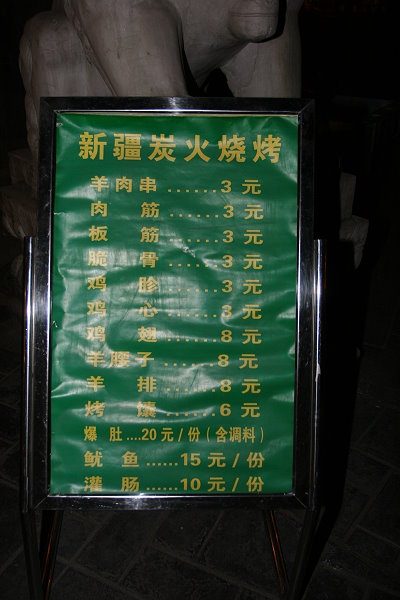 新疆炭火烧烤
羊肉串......3 元
肉 筋......3 元
板 筋......3 元
脆 骨......3 元
鸡 胗......3 元
鸡 心......3 元
鸡 翅......8 元
羊腰子......8 元
羊 排......8 元
烤 馕......6 元
爆 肚....20 元 / 份 ( 含调料 )
鱿 鱼......15 元 / 份
灌 肠......10 元 / 份